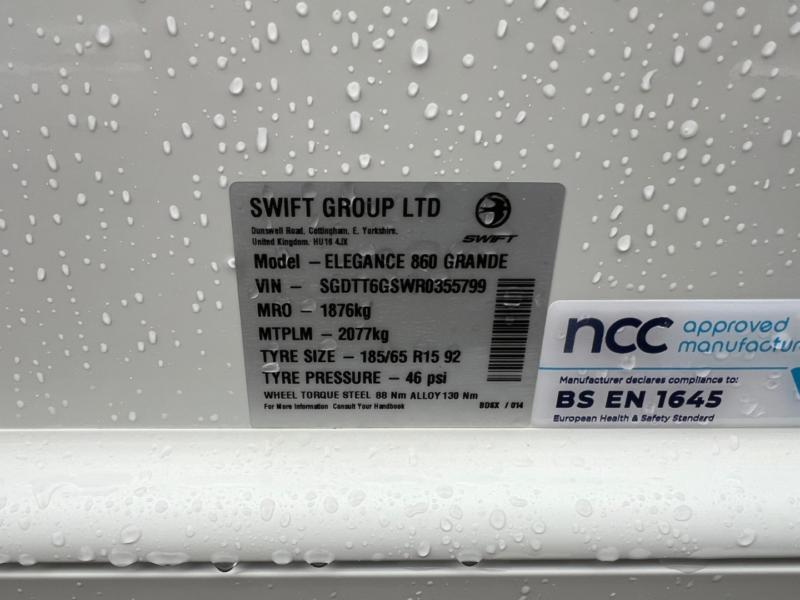 SWIFT GROUP LTD
SWIFT
Dunswell Road, Cottingham, E. Yorkshire,
United Kingdom. HU16 4JX
Model – ELEGANCE 860 GRANDE
VIN – SGDTT6GSWR0355799
MRO – 1876kg
MTPLM – 2077kg
TYRE SIZE – 185/65 R15 92
TYRE PRESSURE – 46 psi
WHEEL TORQUE STEEL 88 Nm ALLOY 130 Nm
For More Information Consult Your Handbook
/ 014
ncc approved
Manufacturer declares compliance to:
BS EN 1645
European Health & Safety Standard